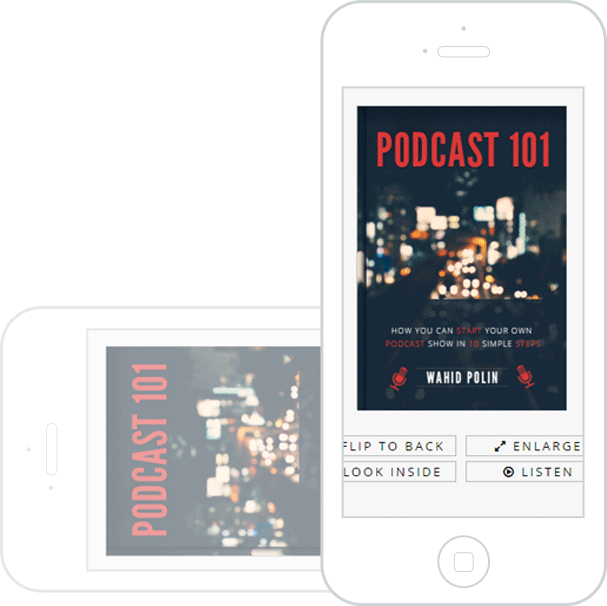 PODCAST 101
HOW YOU CAN START YOUR OWN
PODCAST SHOW IN 10 SIMPLE STEPS
WAHID POLIN
FLIP TO BACK
ENLARGE
LOOK INSIDE
LISTEN
PODCAST 101